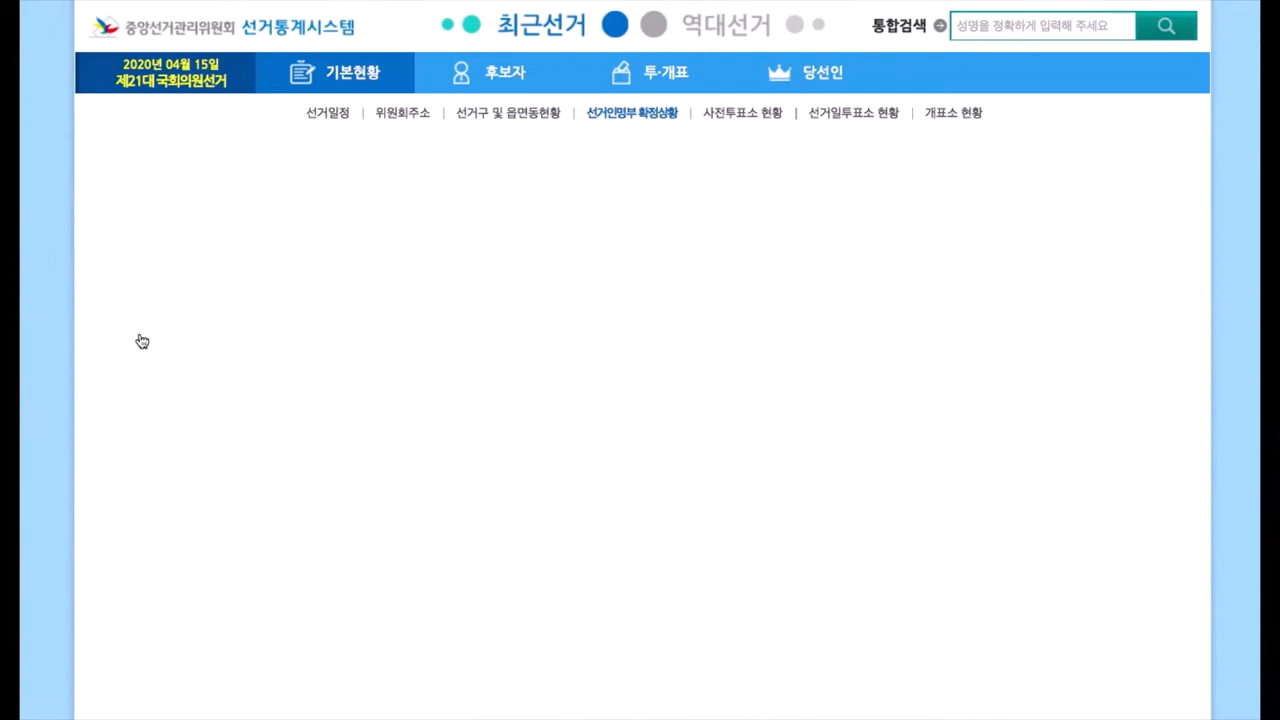 중앙선거관리위원회 선거통계시스템
최근선거
역대선거
통합검색
성명을 정확하게 입력해 주세요
2020년 04월 15일
제21대 국회의원선거
기본현황
후보자
투·개표
당선인
선거일정 | 위원회주소 | 선거구 및 읍면동현황 | 선거인명부 확정상황 | 사전투표소 현황 | 선거일투표소 현황 | 개표소 현황